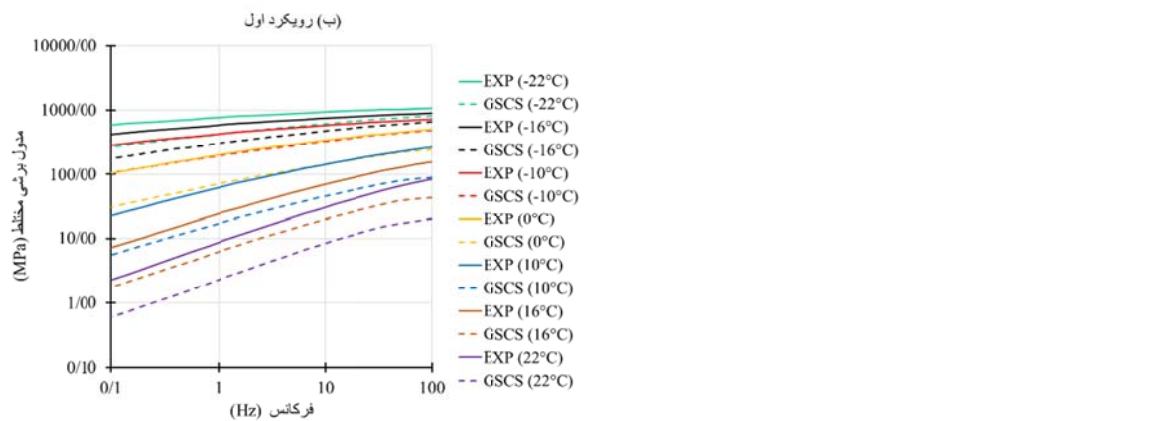 (ب) رویکرد اول
مدول برشی مختلط (MPa)
10000/00
1000/00
100/00
10/00
1/00
0/10
0/1
1
10
100
فرکانس (Hz)
EXP (-22°C)
GSCS (-22°C)
EXP (-16°C)
GSCS (-16°C)
EXP (-10°C)
GSCS (-10°C)
EXP (0°C)
GSCS (0°C)
EXP (10°C)
GSCS (10°C)
EXP (16°C)
GSCS (16°C)
EXP (22°C)
GSCS (22°C)